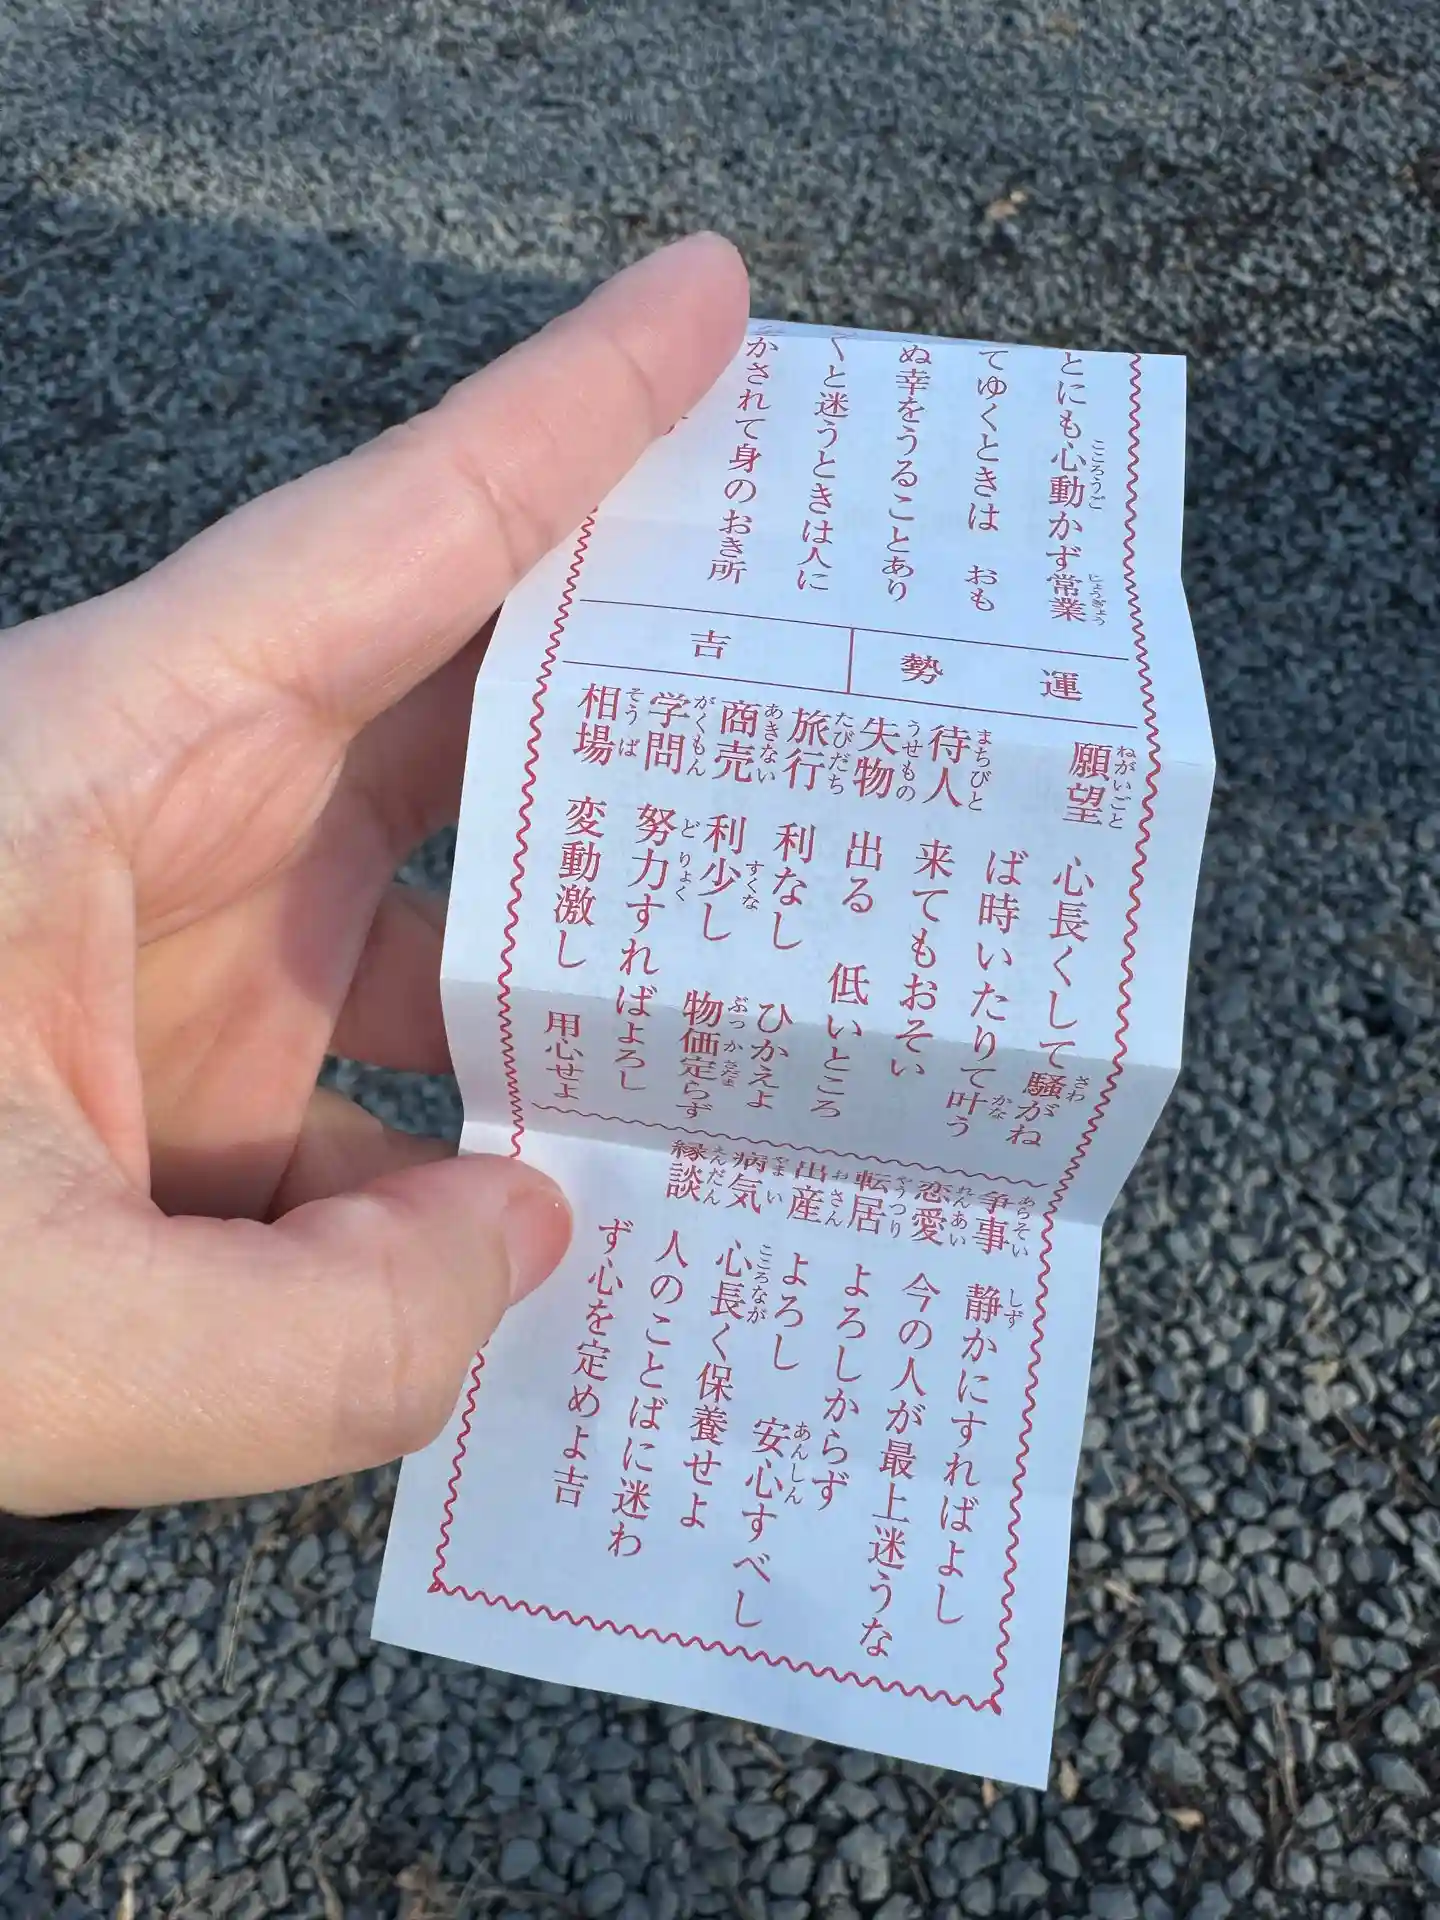 とにも心動かず常業
てゆくときは　おも
ぬ幸をうることあり
くと迷うときは人に
かされて身のおき所
運勢
吉
願望　心長くして騒がね
ば時いたりて叶う
待人　来てもおそい
失物　出る　低いところ
旅行　利なし　ひかえよ
商売　利少し　物価定らず
学問　努力すればよろし
相場　変動激し　用心せよ
争事　静かにすればよし
恋愛　今の人が最上迷うな
転居　よろしからず
出産　よろし　安心すべし
病気　心長く保養せよ
縁談　人のことばに迷わ
ず心を定めよ吉